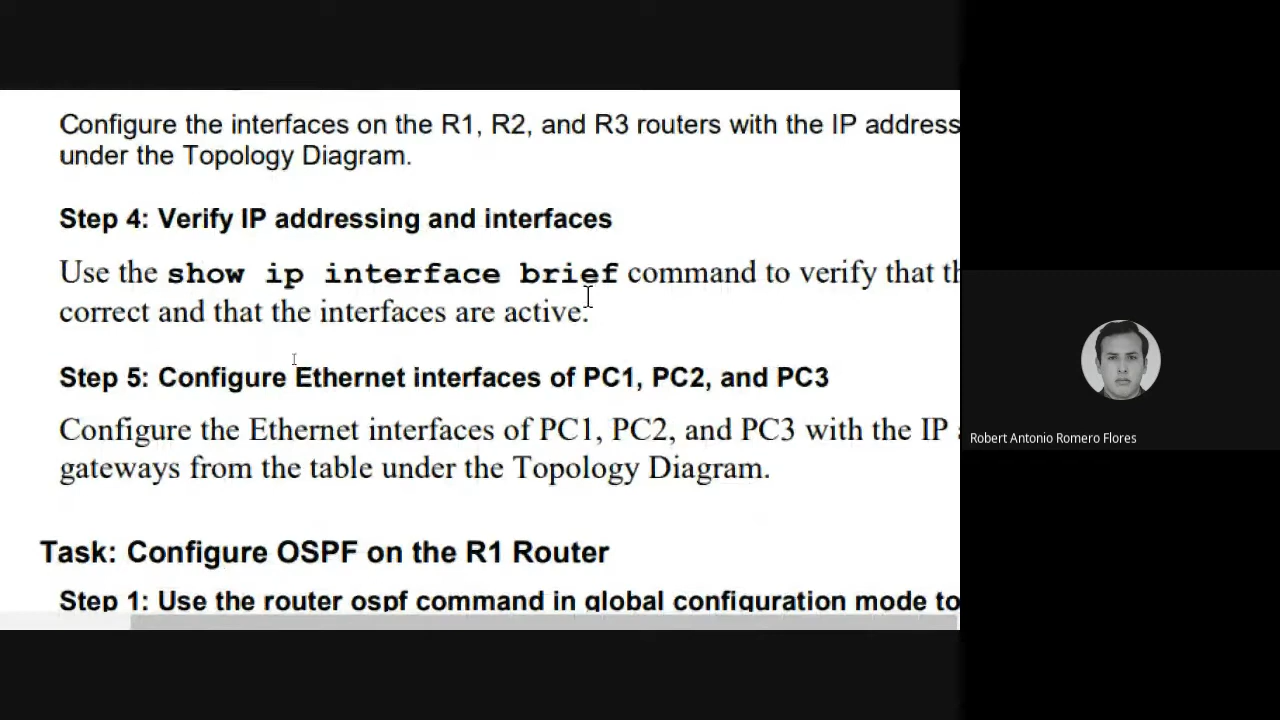 Configure the interfaces on the R1, R2, and R3 routers with the IP address
under the Topology Diagram.
Step 4: Verify IP addressing and interfaces
Use the show ip interface brief command to verify that th
correct and that the interfaces are active.
Step 5: Configure Ethernet interfaces of PC1, PC2, and PC3
Configure the Ethernet interfaces of PC1, PC2, and PC3 with the IP
gateways from the table under the Topology Diagram.
Robert Antonio Romero Flores
Task: Configure OSPF on the R1 Router
Step 1: Use the router ospf command in global configuration mode to